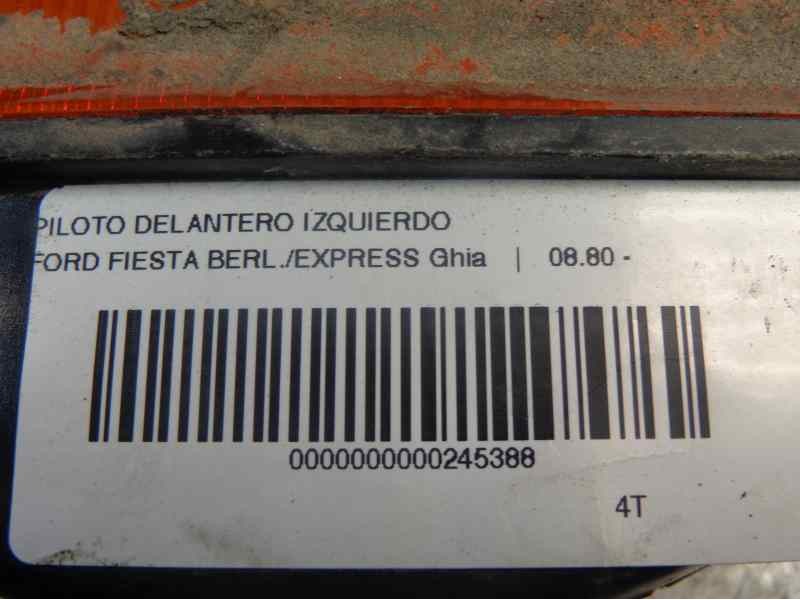 PILOTO DELANTERO IZQUIERDO
FORD FIESTA BERL./EXPRESS Ghia | 08.80 -
0000000000245388
4T